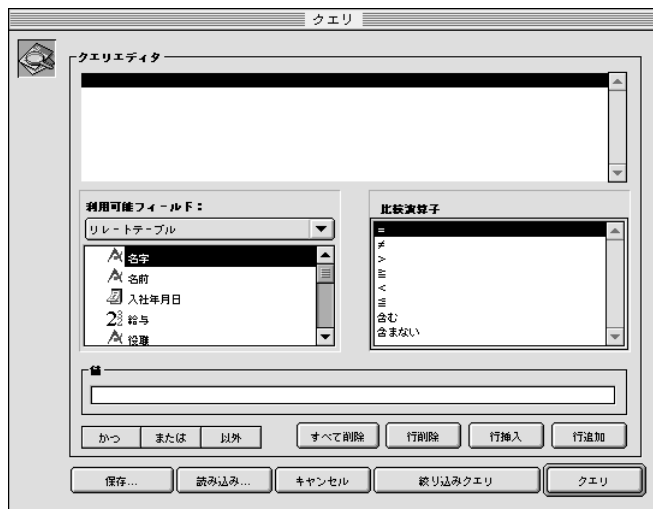 クエリ
クエリエディタ
利用可能フィールド：
リレートテーブル
名字
名前
入社年月日
給与
役職
比較演算子
=
≠
>
≧
<
≦
含む
含まない
値
かつ
または
以外
すべて削除
行削除
行挿入
行追加
保存...
読み込み...
キャンセル
絞り込みクエリ
クエリ